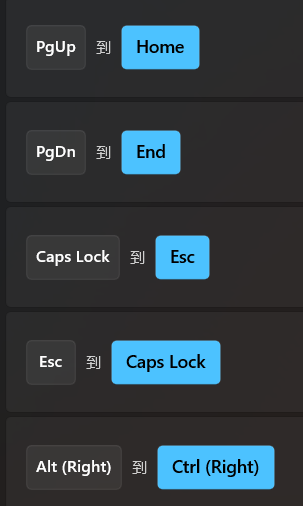 PgUp 到 Home
PgDn 到 End
Caps Lock 到 Esc
Esc 到 Caps Lock
Alt (Right) 到 Ctrl (Right)